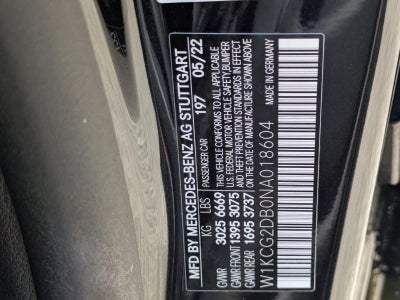 MFD BY MERCEDES-BENZ AG STUTTGART
PASSENGER CAR 197 05/22
KG LBS
GVWR 3025 6669
GAWR FRONT 1395 3075
GAWR REAR 1695 3737
THIS VEHICLE CONFORMS TO ALL APPLICABLE
U.S. FEDERAL MOTOR VEHICLE SAFETY, BUMPER
AND THEFT PREVENTION STANDARDS IN EFFECT
ON THE DATE OF MANUFACTURE SHOWN ABOVE
MADE IN GERMANY
W1KCG2DB0NA018604